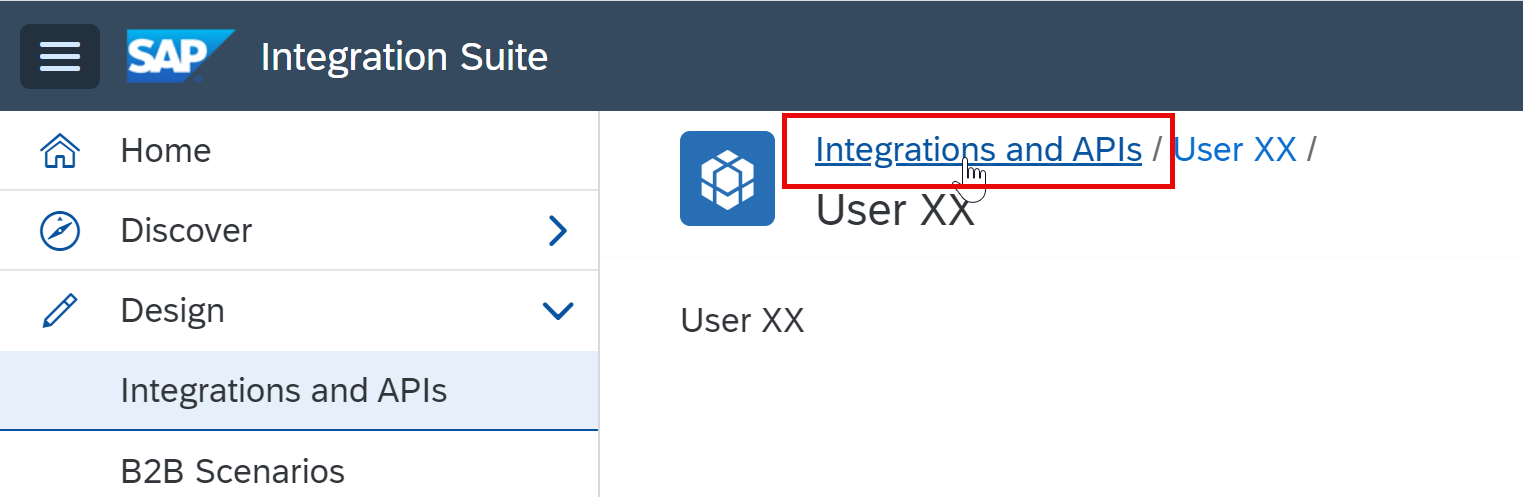 SAP Integration Suite
Home
Discover
Design
Integrations and APIs
B2B Scenarios
Integrations and APIs / User XX /
User XX
User XX